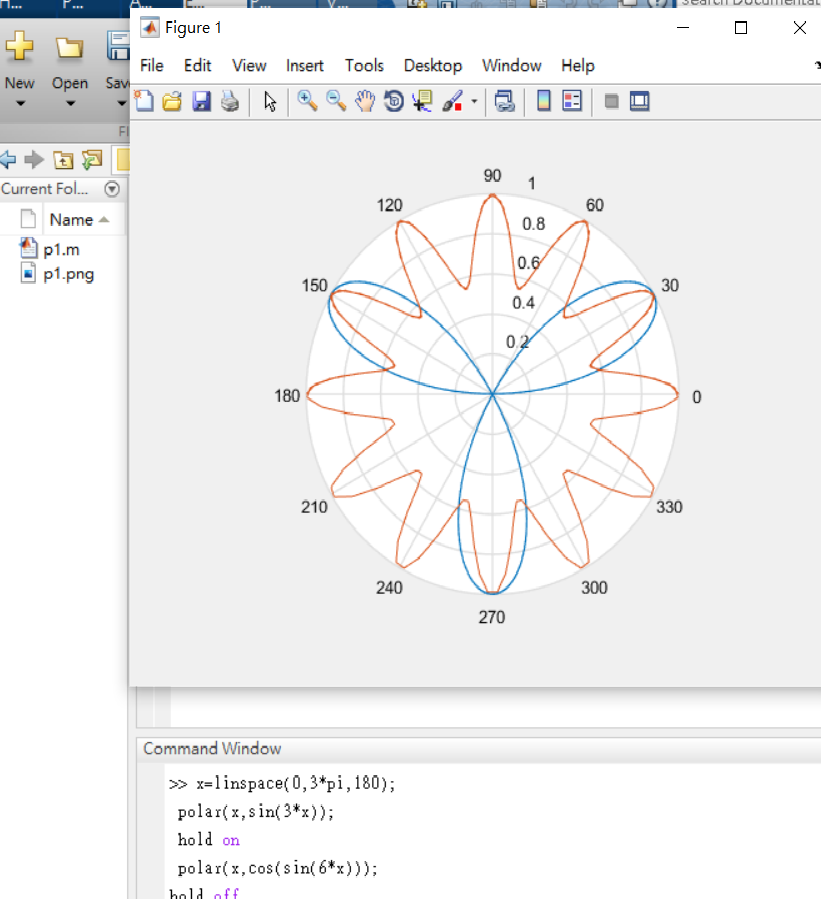 Figure 1
File Edit View Insert Tools Desktop Window Help
New Open
Current Fol...
Name
p1.m
p1.png
90
1
120
60
0.8
0.6
150
30
0.4
0.2
180
0
210
330
240
300
270
Command Window
>> x=linspace(0,3*pi,180);
polar(x,sin(3*x));
hold on
polar(x,cos(sin(6*x)));
hold off